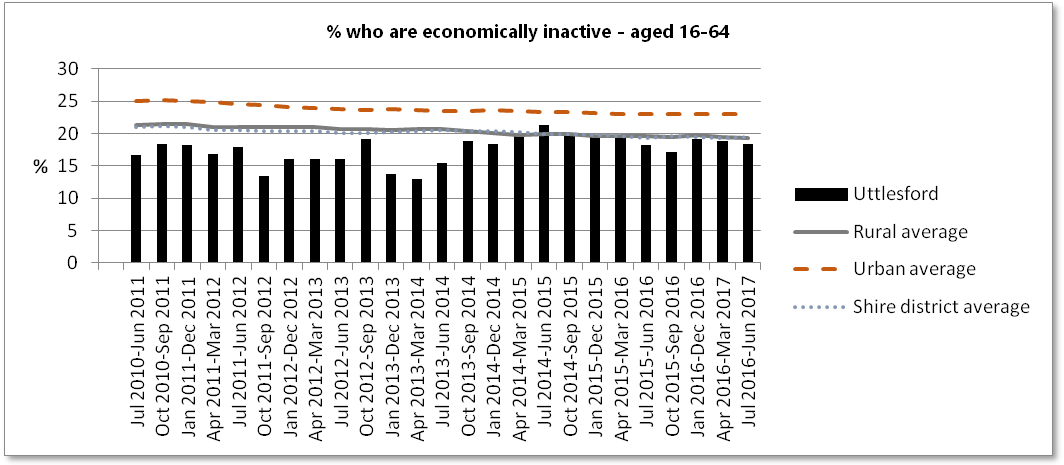 % who are economically inactive - aged 16-64
30
25
20
15
10
5
0
%
Jul 2010-Jun 2011
Oct 2010-Sep 2011
Jan 2011-Dec 2011
Apr 2011-Mar 2012
Jul 2011-Jun 2012
Oct 2011-Sep 2012
Jan 2012-Dec 2012
Apr 2012-Mar 2013
Jul 2012-Jun 2013
Oct 2012-Sep 2013
Jan 2013-Dec 2013
Apr 2013-Mar 2014
Jul 2013-Jun 2014
Oct 2013-Sep 2014
Jan 2014-Dec 2014
Apr 2014-Mar 2015
Jul 2014-Jun 2015
Oct 2014-Sep 2015
Jan 2015-Dec 2015
Apr 2015-Mar 2016
Jul 2015-Jun 2016
Oct 2015-Sep 2016
Jan 2016-Dec 2016
Apr 2016-Mar 2017
Jul 2016-Jun 2017
Uttlesford
Rural average
Urban average
Shire district average